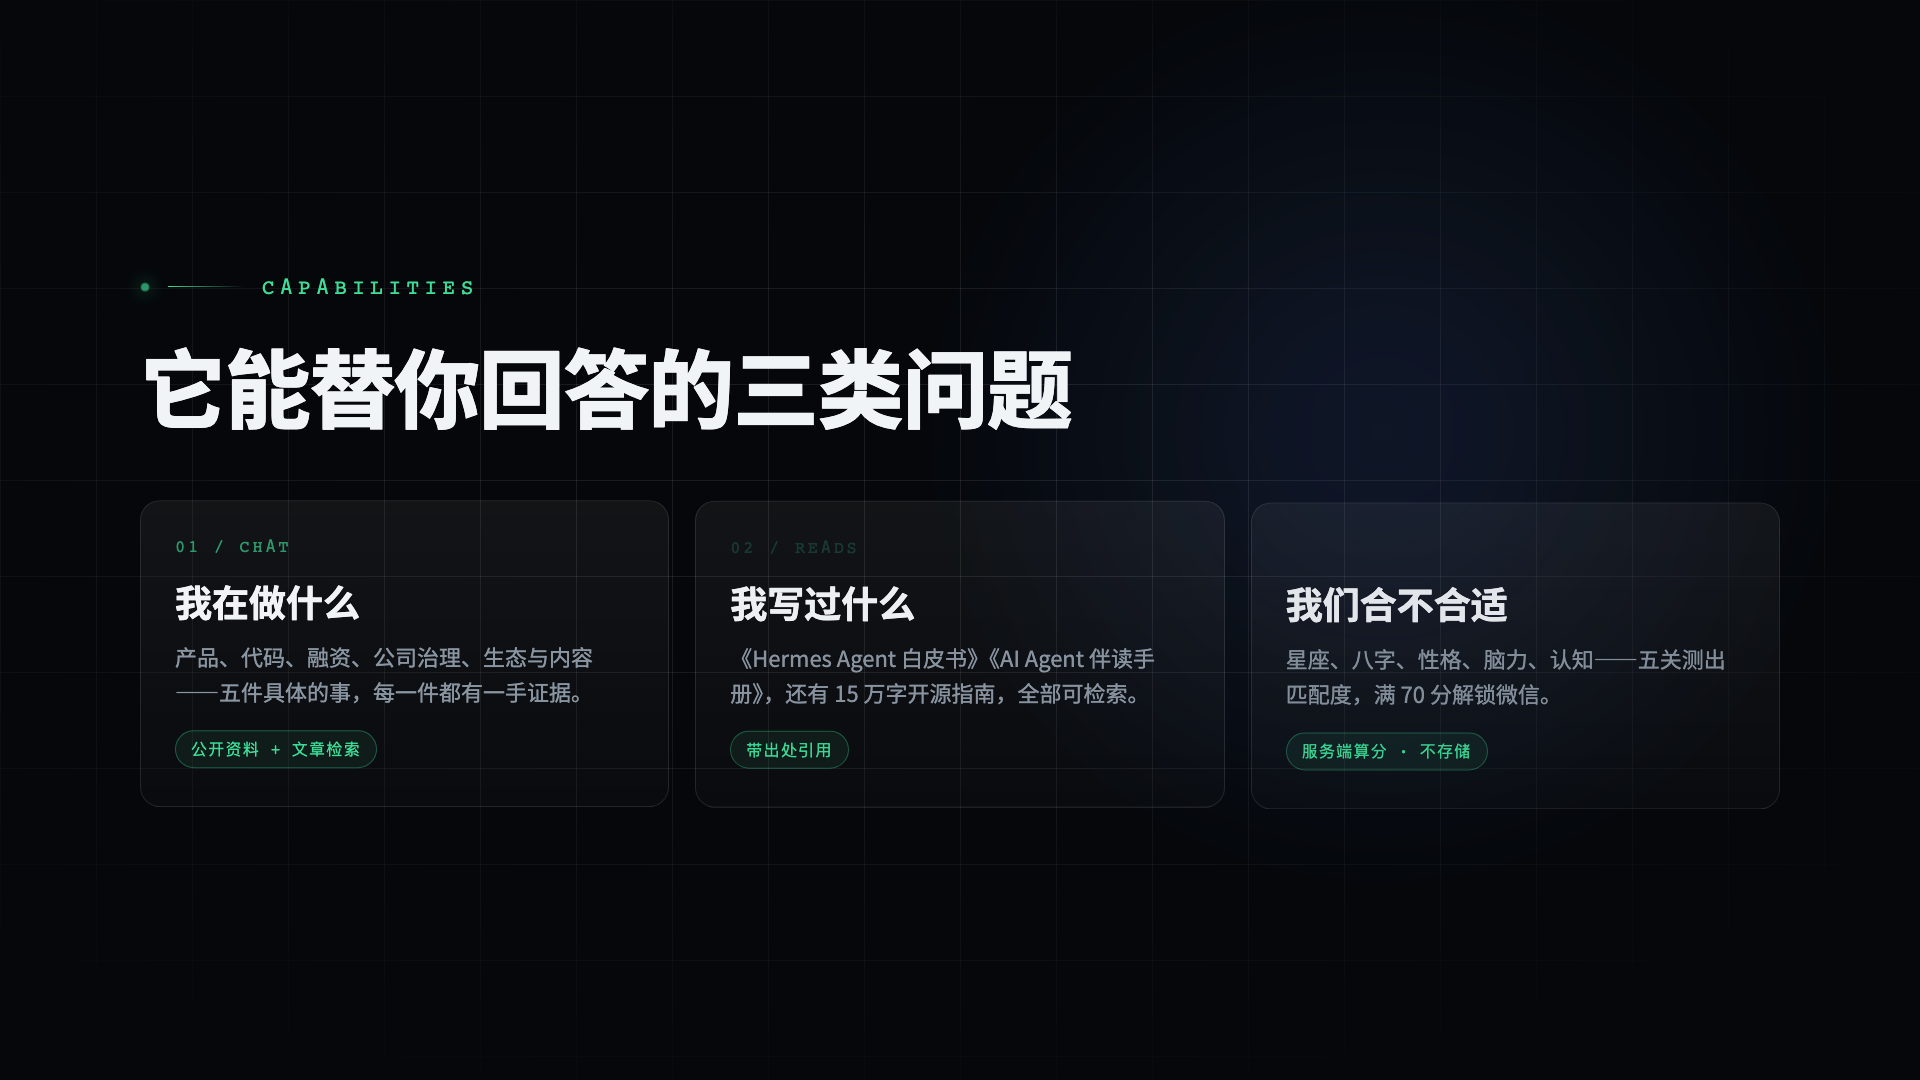 CAPABILITIES
它能替你回答的三类问题
01 / CHAT
我在做什么
产品、代码、融资、公司治理、生态与内容
——五件具体的事，每一件都有一手证据。
公开资料 + 文章检索
02 / READS
我写过什么
《Hermes Agent 白皮书》《AI Agent 伴读手
册》，还有 15 万字开源指南，全部可检索。
带出处引用
我们合不合适
星座、八字、性格、脑力、认知——五关测出
匹配度，满 70 分解锁微信。
服务端算分 · 不存储